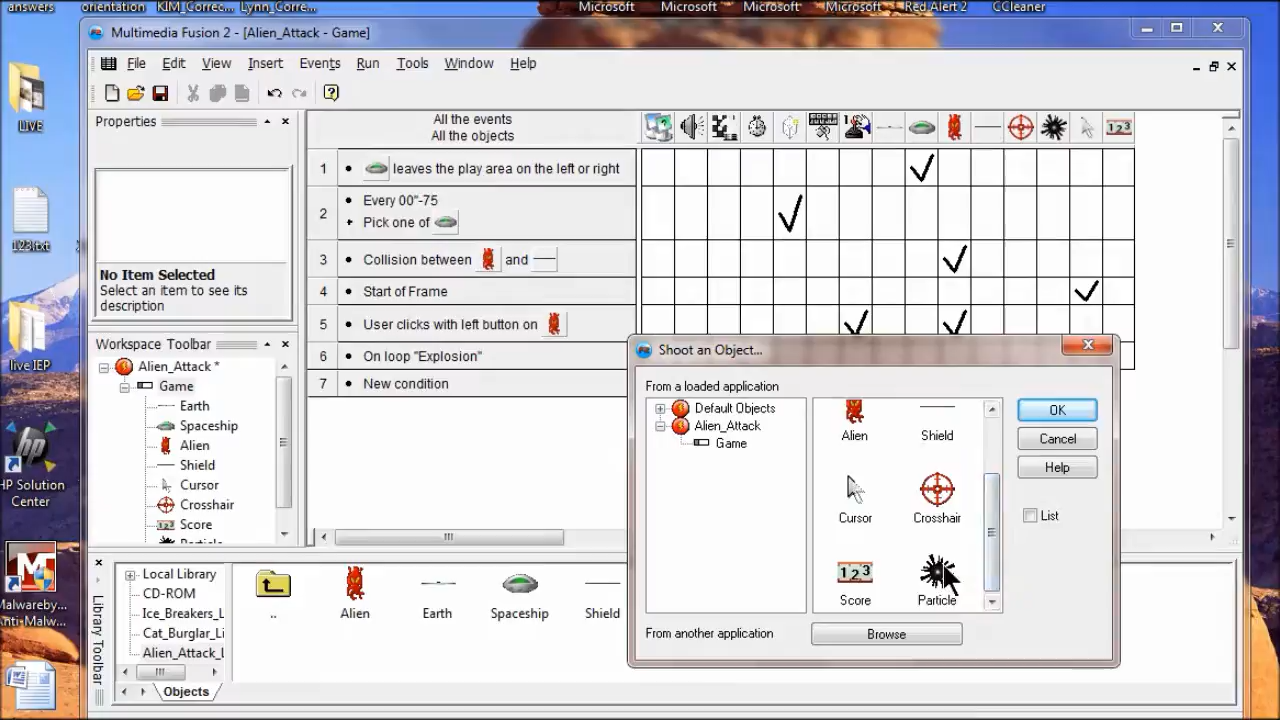 answers
orientation
KIM_Correc...
Lynn_Corre...
Microsoft
Microsoft
Microsoft
Microsoft
Red Alert 2
CCleaner
Multimedia Fusion 2 - [Alien_Attack - Game]
File Edit View Insert Events Run Tools Window Help
Properties
No Item Selected
Select an item to see its
description
Workspace Toolbar
Alien_Attack *
Game
Earth
Spaceship
Alien
Shield
Cursor
Crosshair
Score
Particle
All the events
All the objects
1 leaves the play area on the left or right
2 Every 00"-75
+ Pick one of
3 Collision between and
4 Start of Frame
5 User clicks with left button on
6 On loop "Explosion"
7 New condition
Shoot an Object...
From a loaded application
Default Objects
Alien_Attack
Game
Alien
Shield
Cursor
Crosshair
123
Score
Particle
OK
Cancel
Help
List
From another application
Browse
Library Toolbar
Local Library
CD-ROM
Ice_Breakers_L
Cat_Burglar_Li
Alien_Attack_L
Objects
..
Alien
Earth
Spaceship
Shield
LIVE
123.txt
live IEP
HP Solution
Center
Malwareby...
Anti-Malw...